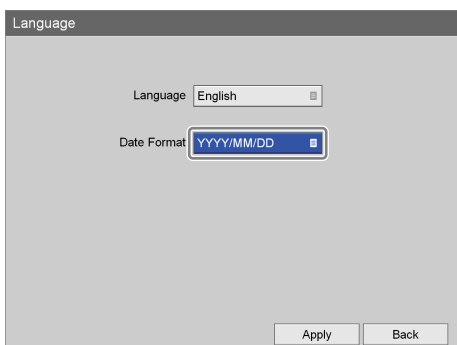 Language
Language English
Date Format YYYY/MM/DD
Apply Back